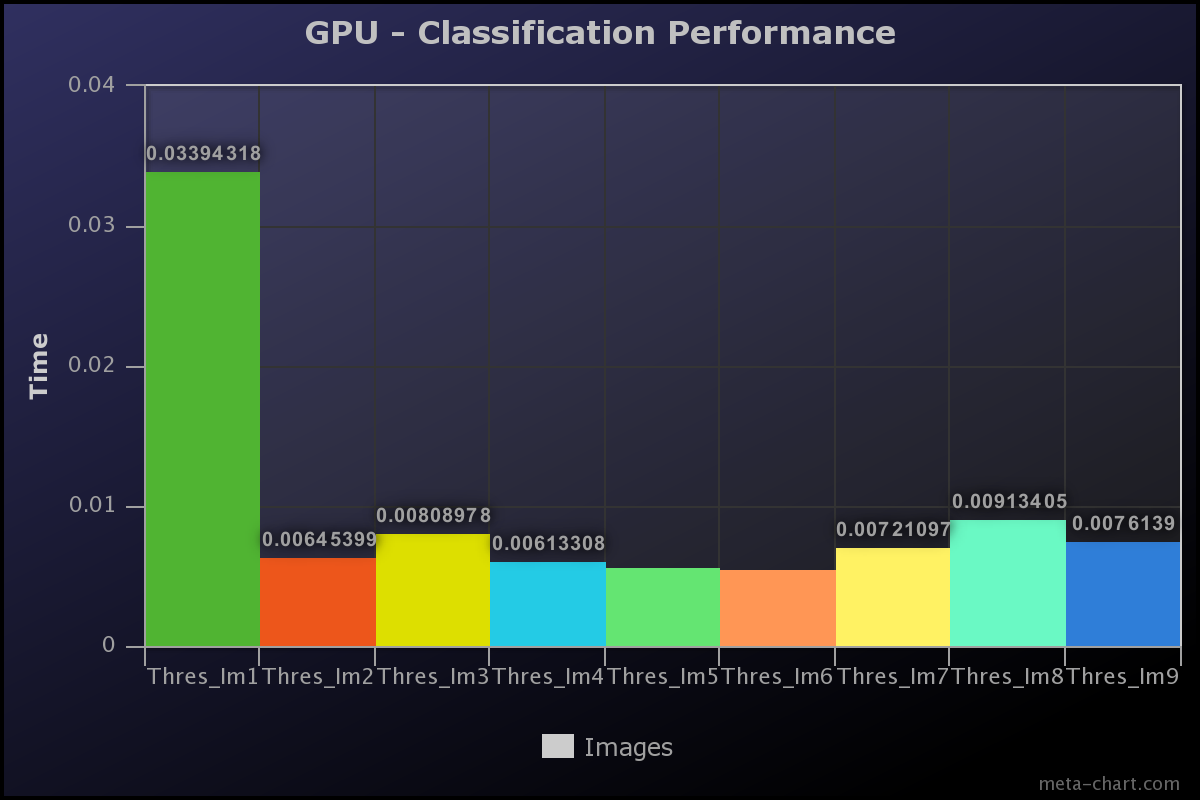 GPU - Classification Performance
0.04
0.03
0.02
0.01
0
Time
0.03394318
0.00645399
0.00808978
0.00613308
0.00721097
0.00913405
0.0076139
Thres_Im1
Thres_Im2
Thres_Im3
Thres_Im4
Thres_Im5
Thres_Im6
Thres_Im7
Thres_Im8
Thres_Im9
Images
meta-chart.com